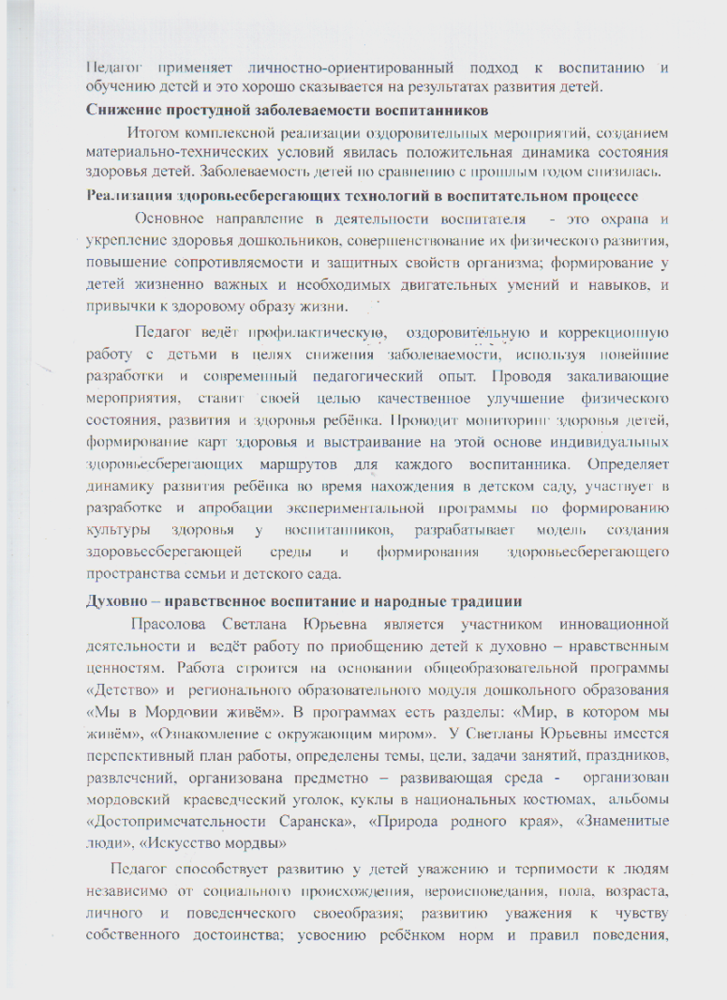 Педагог применяет личностно-ориентированный подход к воспитанию и
обучению детей и это хорошо сказывается на результатах развития детей.
Снижение простудной заболеваемости воспитанников
Итогом комплексной реализации оздоровительных мероприятий, созданием
материально-технических условий явилась положительная динамика состояния
здоровья детей. Заболеваемость детей по сравнению с прошлым годом снизилась.
Реализация здоровьесберегающих технологий в воспитательном процессе
Основное направление в деятельности воспитателя - это охрана и
укрепление здоровья дошкольников, совершенствование их физического развития,
повышение сопротивляемости и защитных свойств организма; формирование у
детей жизненно важных и необходимых двигательных умений и навыков, и
привычки к здоровому образу жизни.
Педагог ведёт профилактическую, оздоровительную и коррекционную
работу с детьми в целях снижения заболеваемости, используя новейшие
разработки и современный педагогический опыт. Проводя закаливающие
мероприятия, ставит своей целью качественное улучшение физического
состояния, развития и здоровья ребёнка. Проводит мониторинг здоровья детей,
формирование карт здоровья и выстраивание на этой основе индивидуальных
здоровьесберегающих маршрутов для каждого воспитанника. Определяет
динамику развития ребёнка во время нахождения в детском саду, участвует в
разработке и апробации экспериментальной программы по формированию
культуры здоровья у воспитанников, разрабатывает модель создания
здоровьесберегающей среды и формирования здоровьесберегающего
пространства семьи и детского сада.
Духовно – нравственное воспитание и народные традиции
Прасолова Светлана Юрьевна является участником инновационной
деятельности и ведёт работу по приобщению детей к духовно – нравственным
ценностям. Работа строится на основании общеобразовательной программы
«Детство» и регионального образовательного модуля дошкольного образования
«Мы в Мордовии живём». В программах есть разделы: «Мир, в котором мы
живём», «Ознакомление с окружающим миром». У Светланы Юрьевны имеется
перспективный план работы, определены темы, цели, задачи занятий, праздников,
развлечений, организована предметно – развивающая среда - организован
мордовский краеведческий уголок, куклы в национальных костюмах, альбомы
«Достопримечательности Саранска», «Природа родного края», «Знаменитые
люди», «Искусство мордвы»
Педагог способствует развитию у детей уважению и терпимости к людям
независимо от социального происхождения, вероисповедания, пола, возраста,
личного и поведенческого своеобразия; развитию уважения к чувству
собственного достоинства; усвоению ребёнком норм и правил поведения,